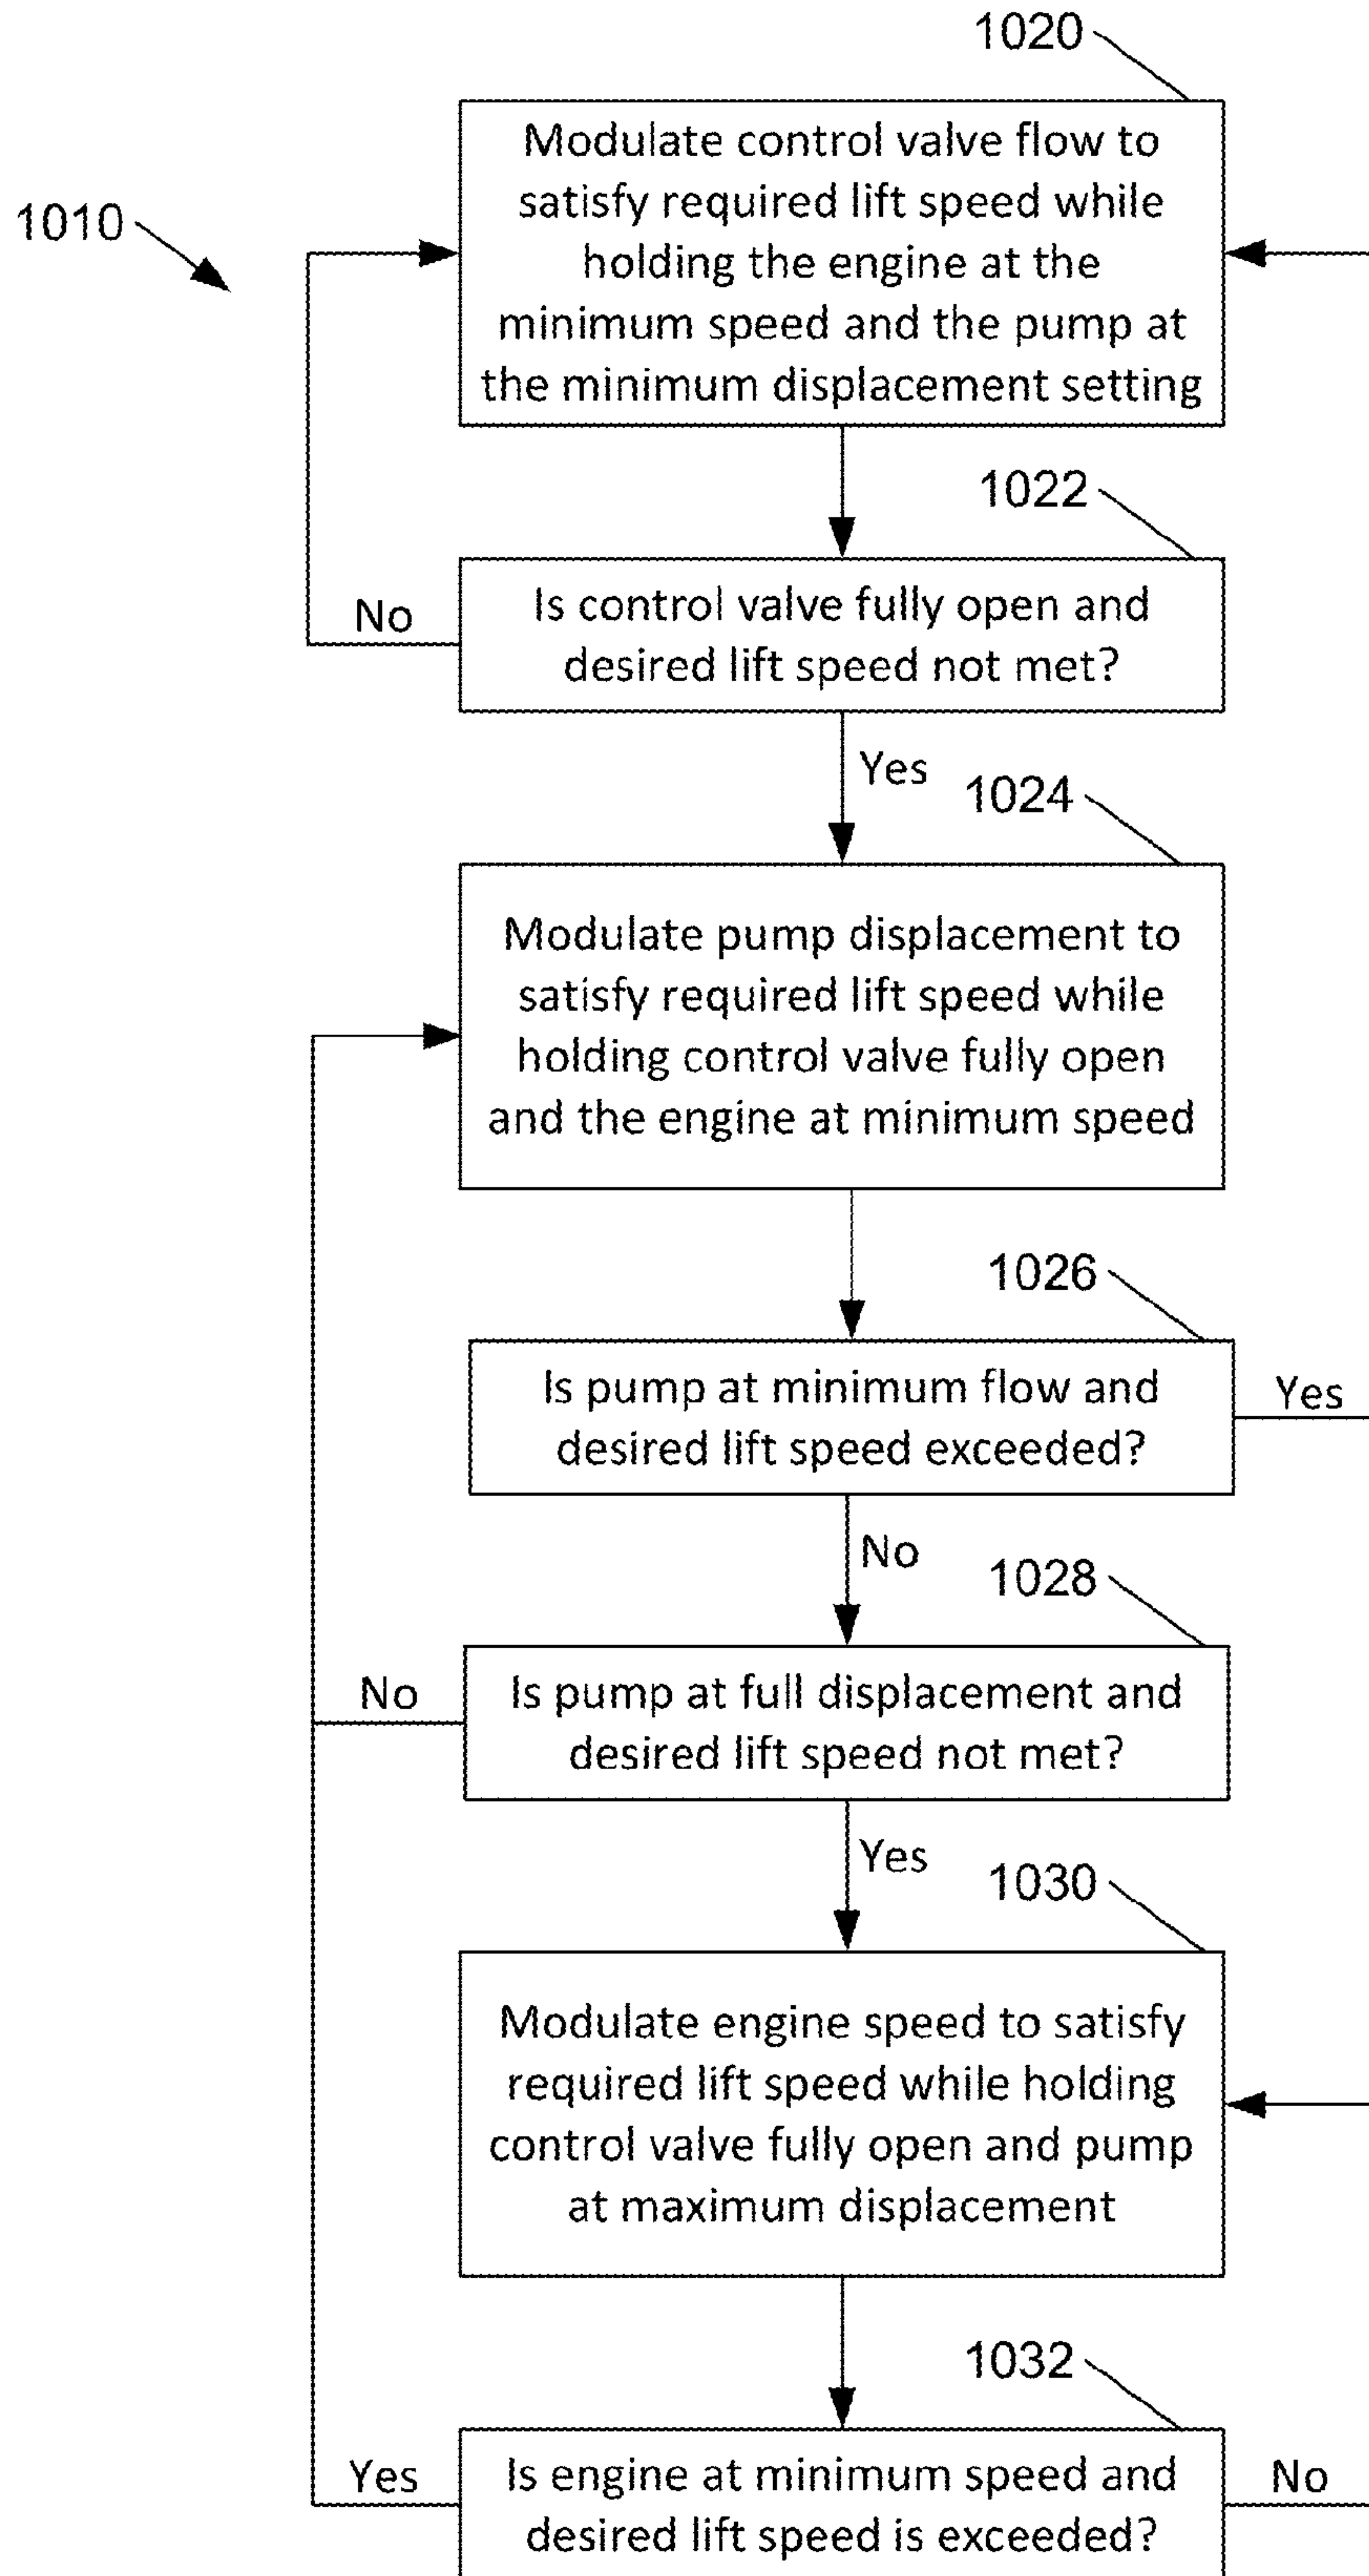 1020
1010
Modulate control valve flow to
satisfy required lift speed while
holding the engine at the
minimum speed and the pump at
the minimum displacement setting
1022
Is control valve fully open and
desired lift speed not met?
No
Yes
1024
Modulate pump displacement to
satisfy required lift speed while
holding control valve fully open
and the engine at minimum speed
1026
Is pump at minimum flow and
desired lift speed exceeded?
Yes
No
1028
Is pump at full displacement and
desired lift speed not met?
No
Yes
1030
Modulate engine speed to satisfy
required lift speed while holding
control valve fully open and pump
at maximum displacement
1032
Is engine at minimum speed and
desired lift speed is exceeded?
Yes
No